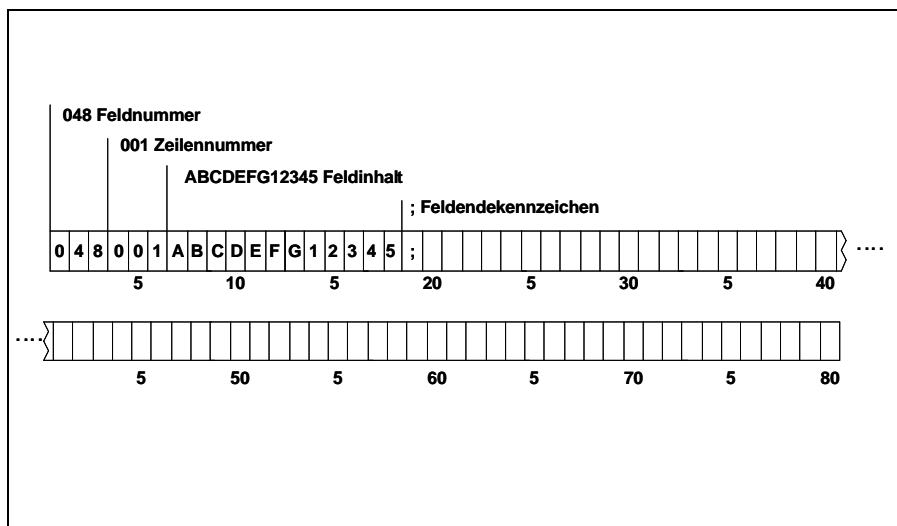 048 Feldnummer
001 Zeilennummer
ABCDEFG12345 Feldinhalt
; Feldendekennzeichen
0 4 8 0 0 1 A B C D E F G 1 2 3 4 5 ; ....
5 10 5 20 5 30 5 40
....
5 50 5 60 5 70 5 80